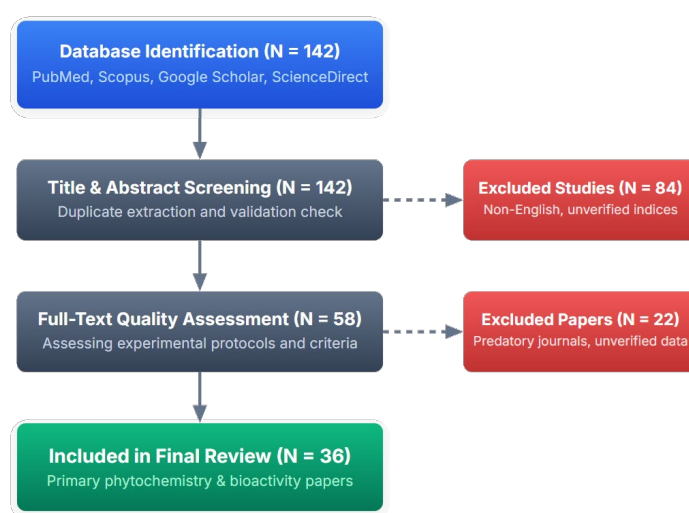 Database Identification (N = 142)
PubMed, Scopus, Google Scholar, ScienceDirect
Title & Abstract Screening (N = 142)
Duplicate extraction and validation check
Excluded Studies (N = 84)
Non-English, unverified indices
Full-Text Quality Assessment (N = 58)
Assessing experimental protocols and criteria
Excluded Papers (N = 22)
Predatory journals, unverified data
Included in Final Review (N = 36)
Primary phytochemistry & bioactivity papers